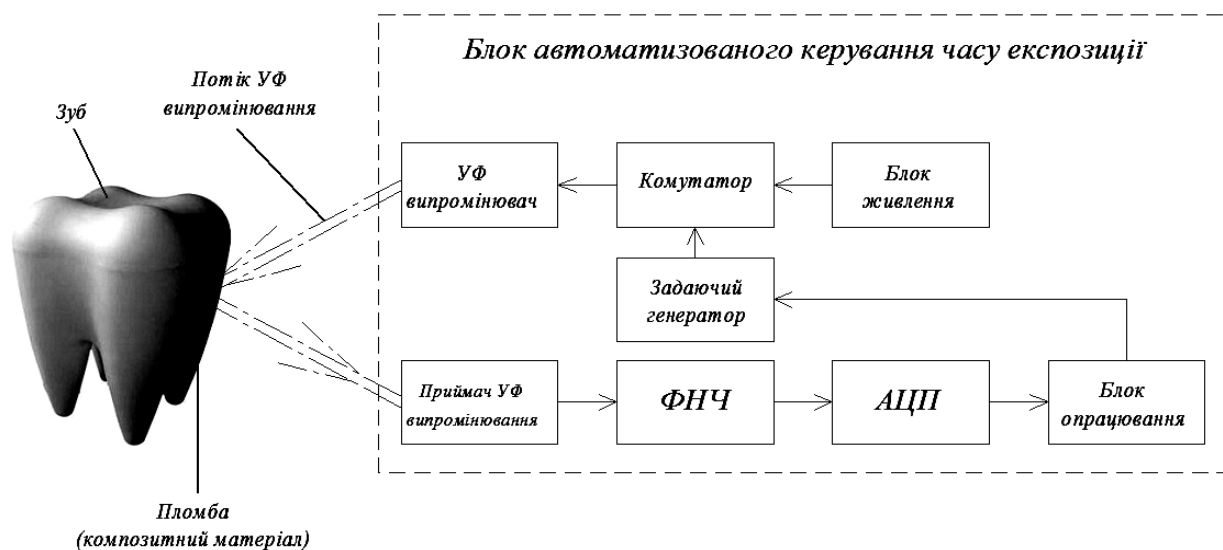 Блок автоматизованого керування часу експозиції
Потік УФ
випромінювання
Зуб
УФ
випромінювач
Комутатор
Блок
живлення
Задаючий
генератор
Приймач УФ
випромінювання
ФНЧ
АЦП
Блок
опрацювання
Пломба
(композитний матеріал)